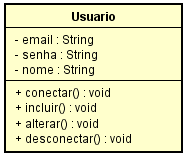 Usuario
- email : String
- senha : String
- nome : String
+ conectar() : void
+ incluir() : void
+ alterar() : void
+ desconectar() : void